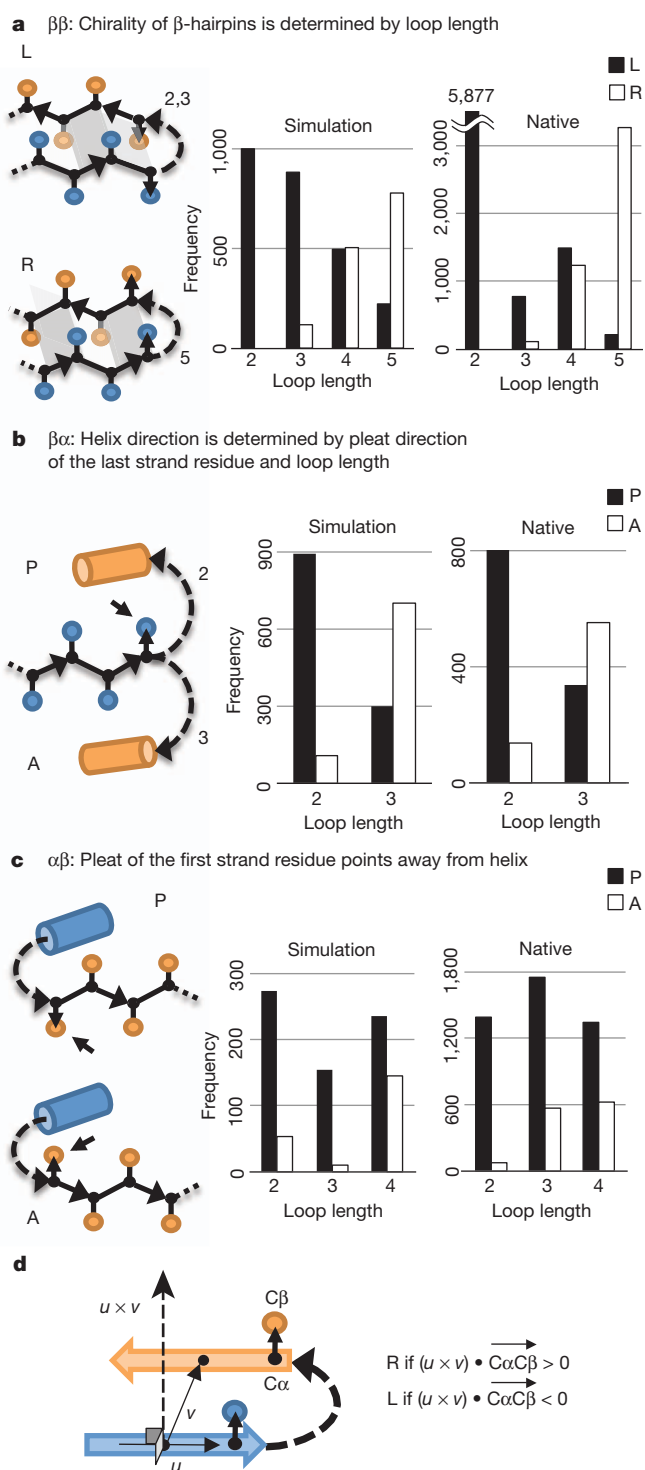 a ββ: Chirality of β-hairpins is determined by loop length
L
2,3
R
5
L
R
Simulation
Frequency
1,000
500
0
2 3 4 5
Loop length
Native
5,877
3,000
2,000
1,000
0
2 3 4 5
Loop length
b βα: Helix direction is determined by pleat direction
of the last strand residue and loop length
P
2
A
3
P
A
Simulation
Frequency
900
600
300
0
2 3
Loop length
Native
800
400
0
2 3
Loop length
c αβ: Pleat of the first strand residue points away from helix
P
A
P
A
Simulation
Frequency
300
200
100
0
2 3 4
Loop length
Native
1,800
1,200
600
0
2 3 4
Loop length
d
u × v
Cβ
Cα
v
u
R if (u × v) • CαCβ > 0
L if (u × v) • CαCβ < 0